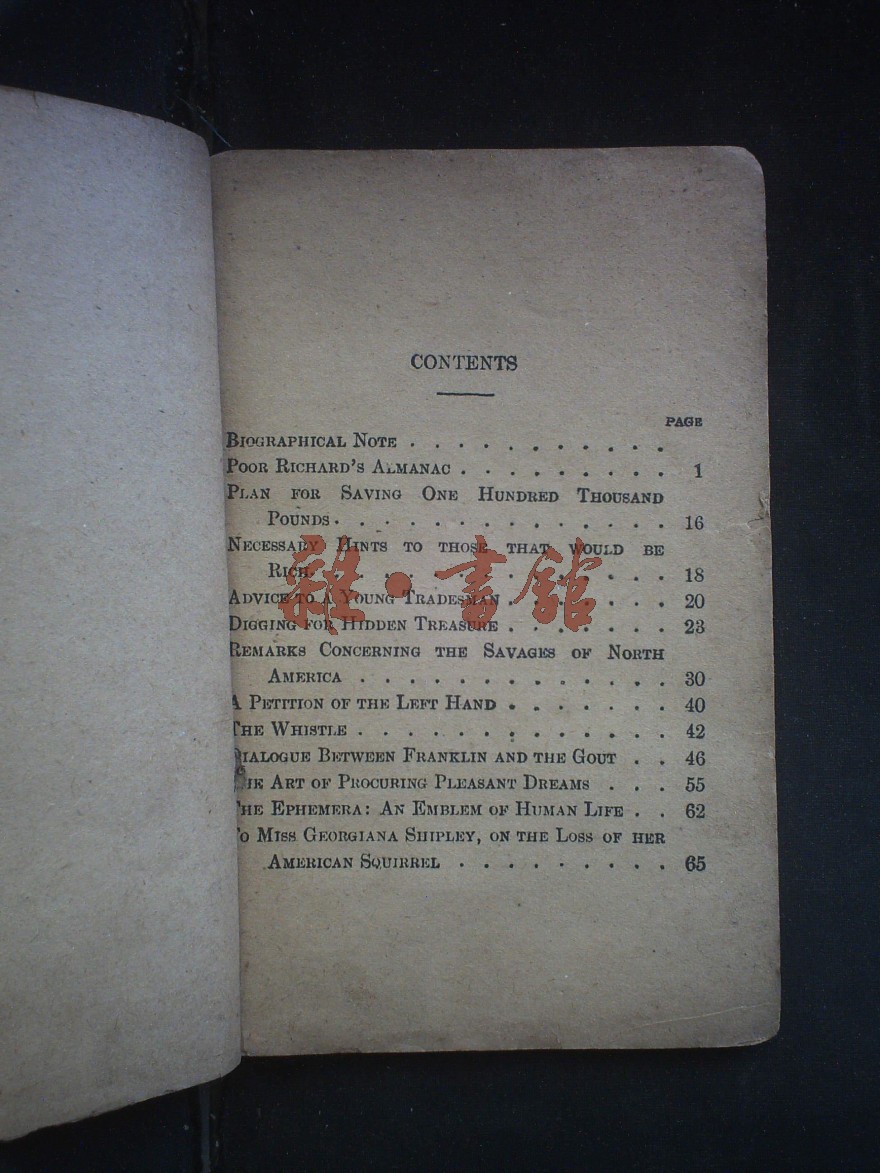 CONTENTS
PAGE
BIOGRAPHICAL NOTE . . . . . . . . . .
POOR RICHARD'S ALMANAC . . . . . . . . . 1
PLAN FOR SAVING ONE HUNDRED THOUSAND
POUNDS . . . . . . . . . . . . . . 16
NECESSARY HINTS TO THOSE THAT WOULD BE
RICH . . . . . . . . . . . . . . 18
ADVICE TO A YOUNG TRADESMAN . . . . . . . 20
DIGGING FOR HIDDEN TREASURE . . . . . . . 23
REMARKS CONCERNING THE SAVAGES OF NORTH
AMERICA . . . . . . . . . . . . . 30
A PETITION OF THE LEFT HAND . . . . . . . 40
THE WHISTLE . . . . . . . . . . . . . 42
DIALOGUE BETWEEN FRANKLIN AND THE GOUT . . 46
THE ART OF PROCURING PLEASANT DREAMS . . . 55
THE EPHEMERA: AN EMBLEM OF HUMAN LIFE . . 62
TO MISS GEORGIANA SHIPLEY, ON THE LOSS OF HER
AMERICAN SQUIRREL . . . . . . . . . 65
雜·書館